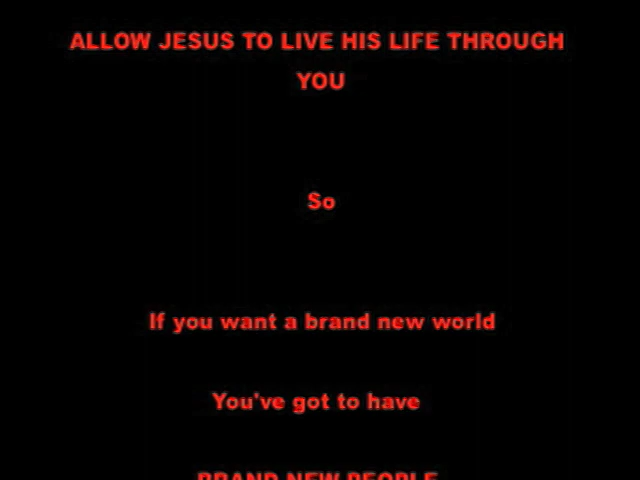 ALLOW JESUS TO LIVE HIS LIFE THROUGH
YOU
So
If you want a brand new world
You've got to have
BRAND NEW PEOPLE